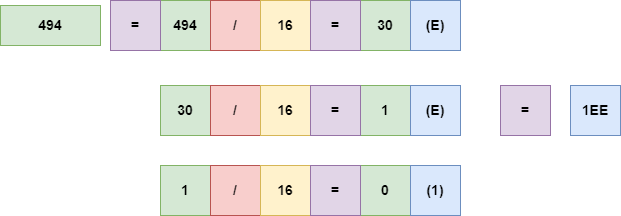 494 = 494 / 16 = 30 (E)
30 / 16 = 1 (E) = 1EE
1 / 16 = 0 (1)